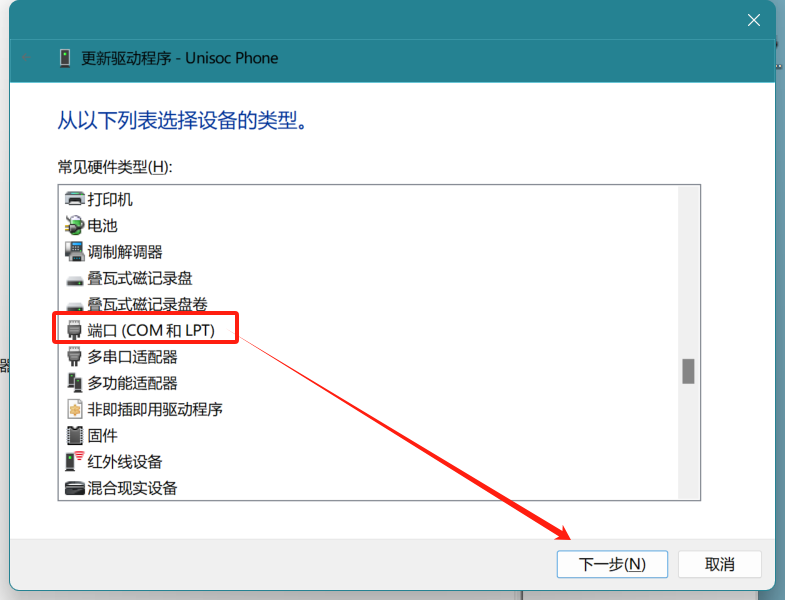 更新驱动程序 - Unisoc Phone
从以下列表选择设备的类型。
常见硬件类型(H):
打印机
电池
调制解调器
叠瓦式磁记录盘
叠瓦式磁记录盘卷
端口 (COM 和 LPT)
多串口适配器
多功能适配器
非即插即用驱动程序
固件
红外线设备
混合现实设备
器
下一步(N)
取消